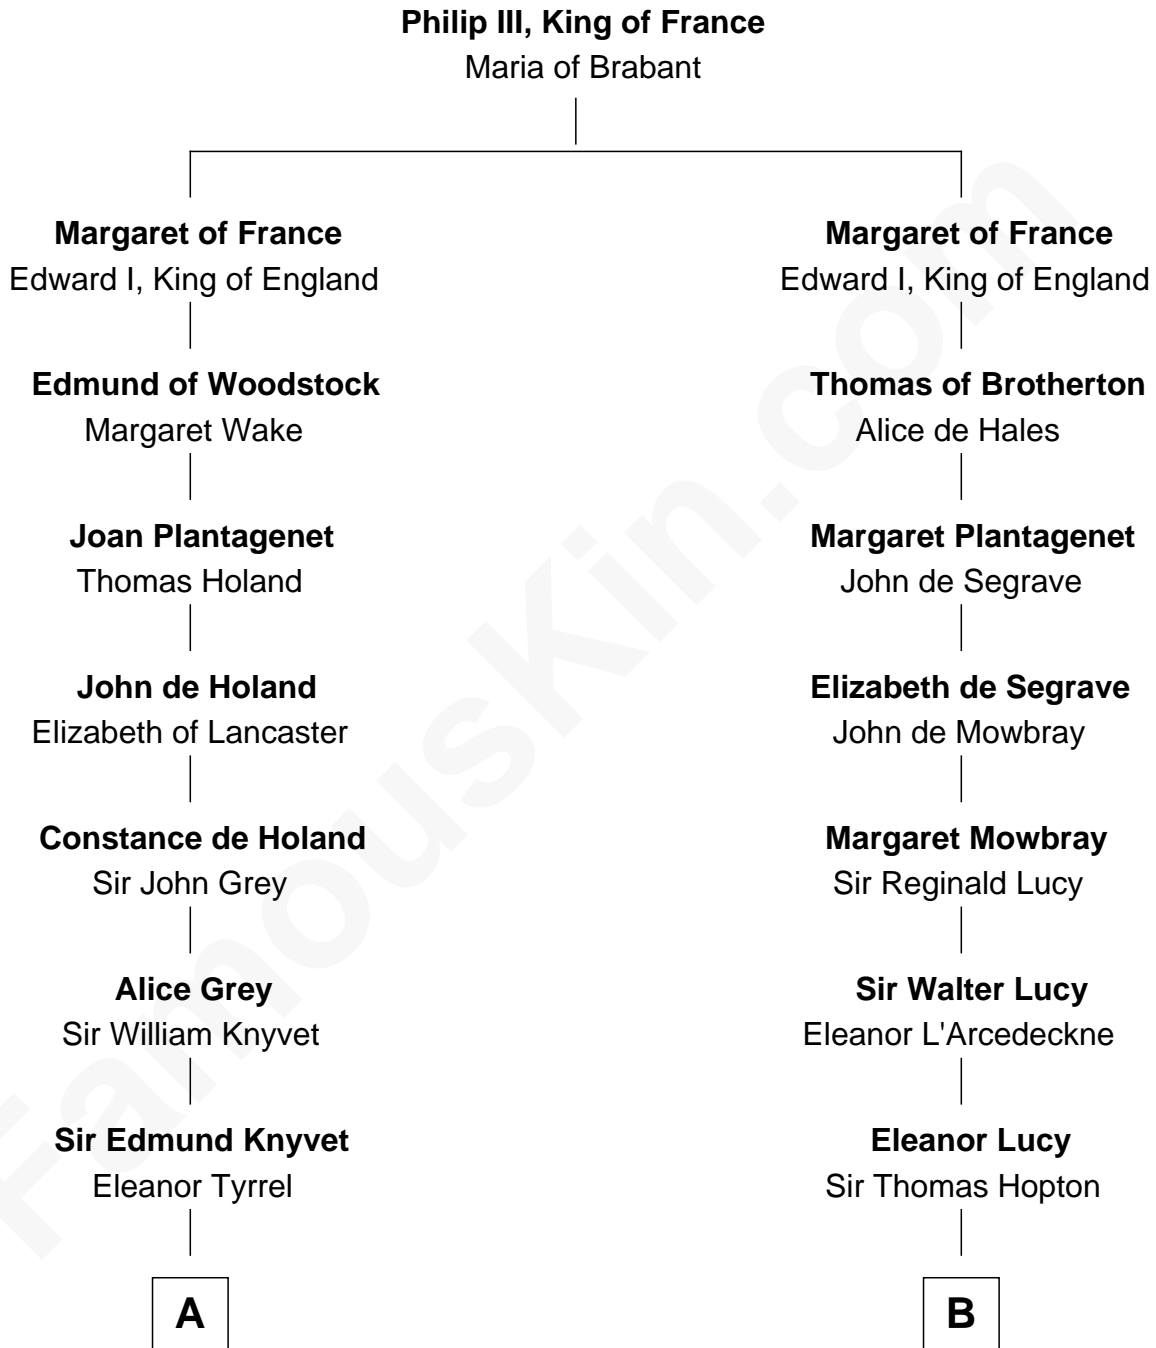 Philip III, King of France
Maria of Brabant
Margaret of France
Edward I, King of England
Edmund of Woodstock
Margaret Wake
Joan Plantagenet
Thomas Holand
John de Holand
Elizabeth of Lancaster
Constance de Holand
Sir John Grey
Alice Grey
Sir William Knyvet
Sir Edmund Knyvet
Eleanor Tyrrel
A
Margaret of France
Edward I, King of England
Thomas of Brotherton
Alice de Hales
Margaret Plantagenet
John de Segrave
Elizabeth de Segrave
John de Mowbray
Margaret Mowbray
Sir Reginald Lucy
Sir Walter Lucy
Eleanor L'Arcedeckne
Eleanor Lucy
Sir Thomas Hopton
B
FamousKin.com